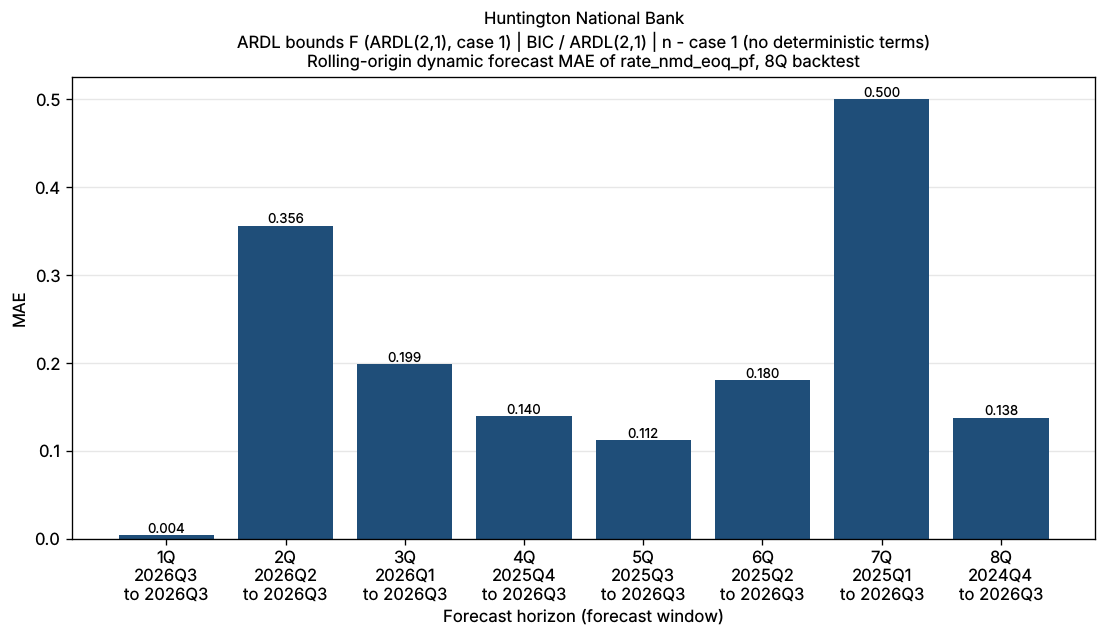 Huntington National Bank
ARDL bounds F (ARDL(2,1), case 1) | BIC / ARDL(2,1) | n - case 1 (no deterministic terms)
Rolling-origin dynamic forecast MAE of rate_nmd_eoq_pf, 8Q backtest
MAE
0.5
0.4
0.3
0.2
0.1
0.0
0.004
0.356
0.199
0.140
0.112
0.180
0.500
0.138
1Q
2026Q3
to 2026Q3
2Q
2026Q2
to 2026Q3
3Q
2026Q1
to 2026Q3
4Q
2025Q4
to 2026Q3
5Q
2025Q3
to 2026Q3
6Q
2025Q2
to 2026Q3
7Q
2025Q1
to 2026Q3
8Q
2024Q4
to 2026Q3
Forecast horizon (forecast window)